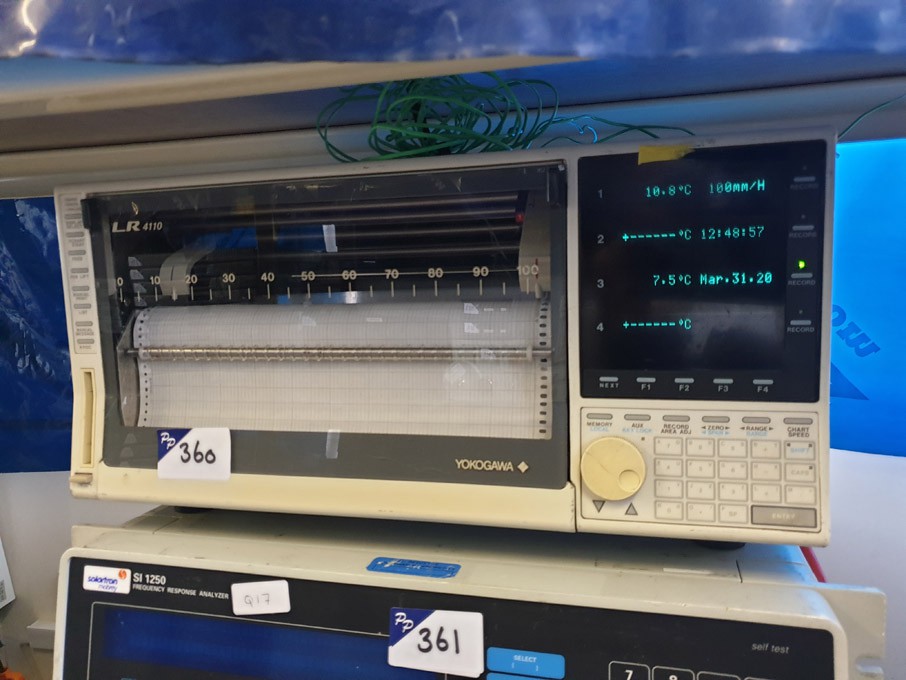 LR 4110
0 10 20 30 40 50 60 70 80 90 100
1 10.8°C 100mm/H
RECORD
2 +------°C 12:48:57
RECORD
3 7.5°C Mar.31.20
RECORD
4 +------°C
RECORD
NEXT F1 F2 F3 F4
MEMORY AUX RECORD ◄ZERO► ◄RANGE► CHART
AREA ADJ SPEED
SHIFT
ENTRY
PP 360
YOKOGAWA
solartron
SI 1250
FREQUENCY RESPONSE ANALYZER
Q17
PP 361
SELECT
self test
7 8